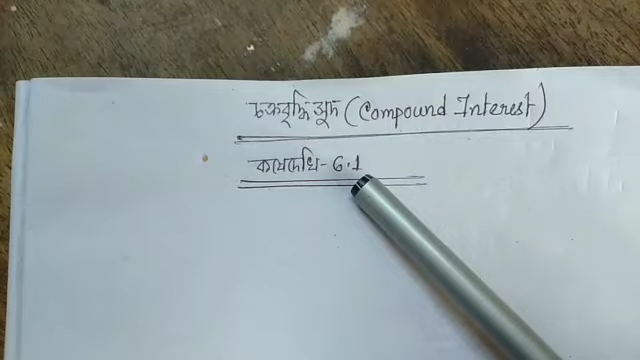 চক্রবৃদ্ধি সুদ (Compound Interest)
কষে দেখি - 6.1